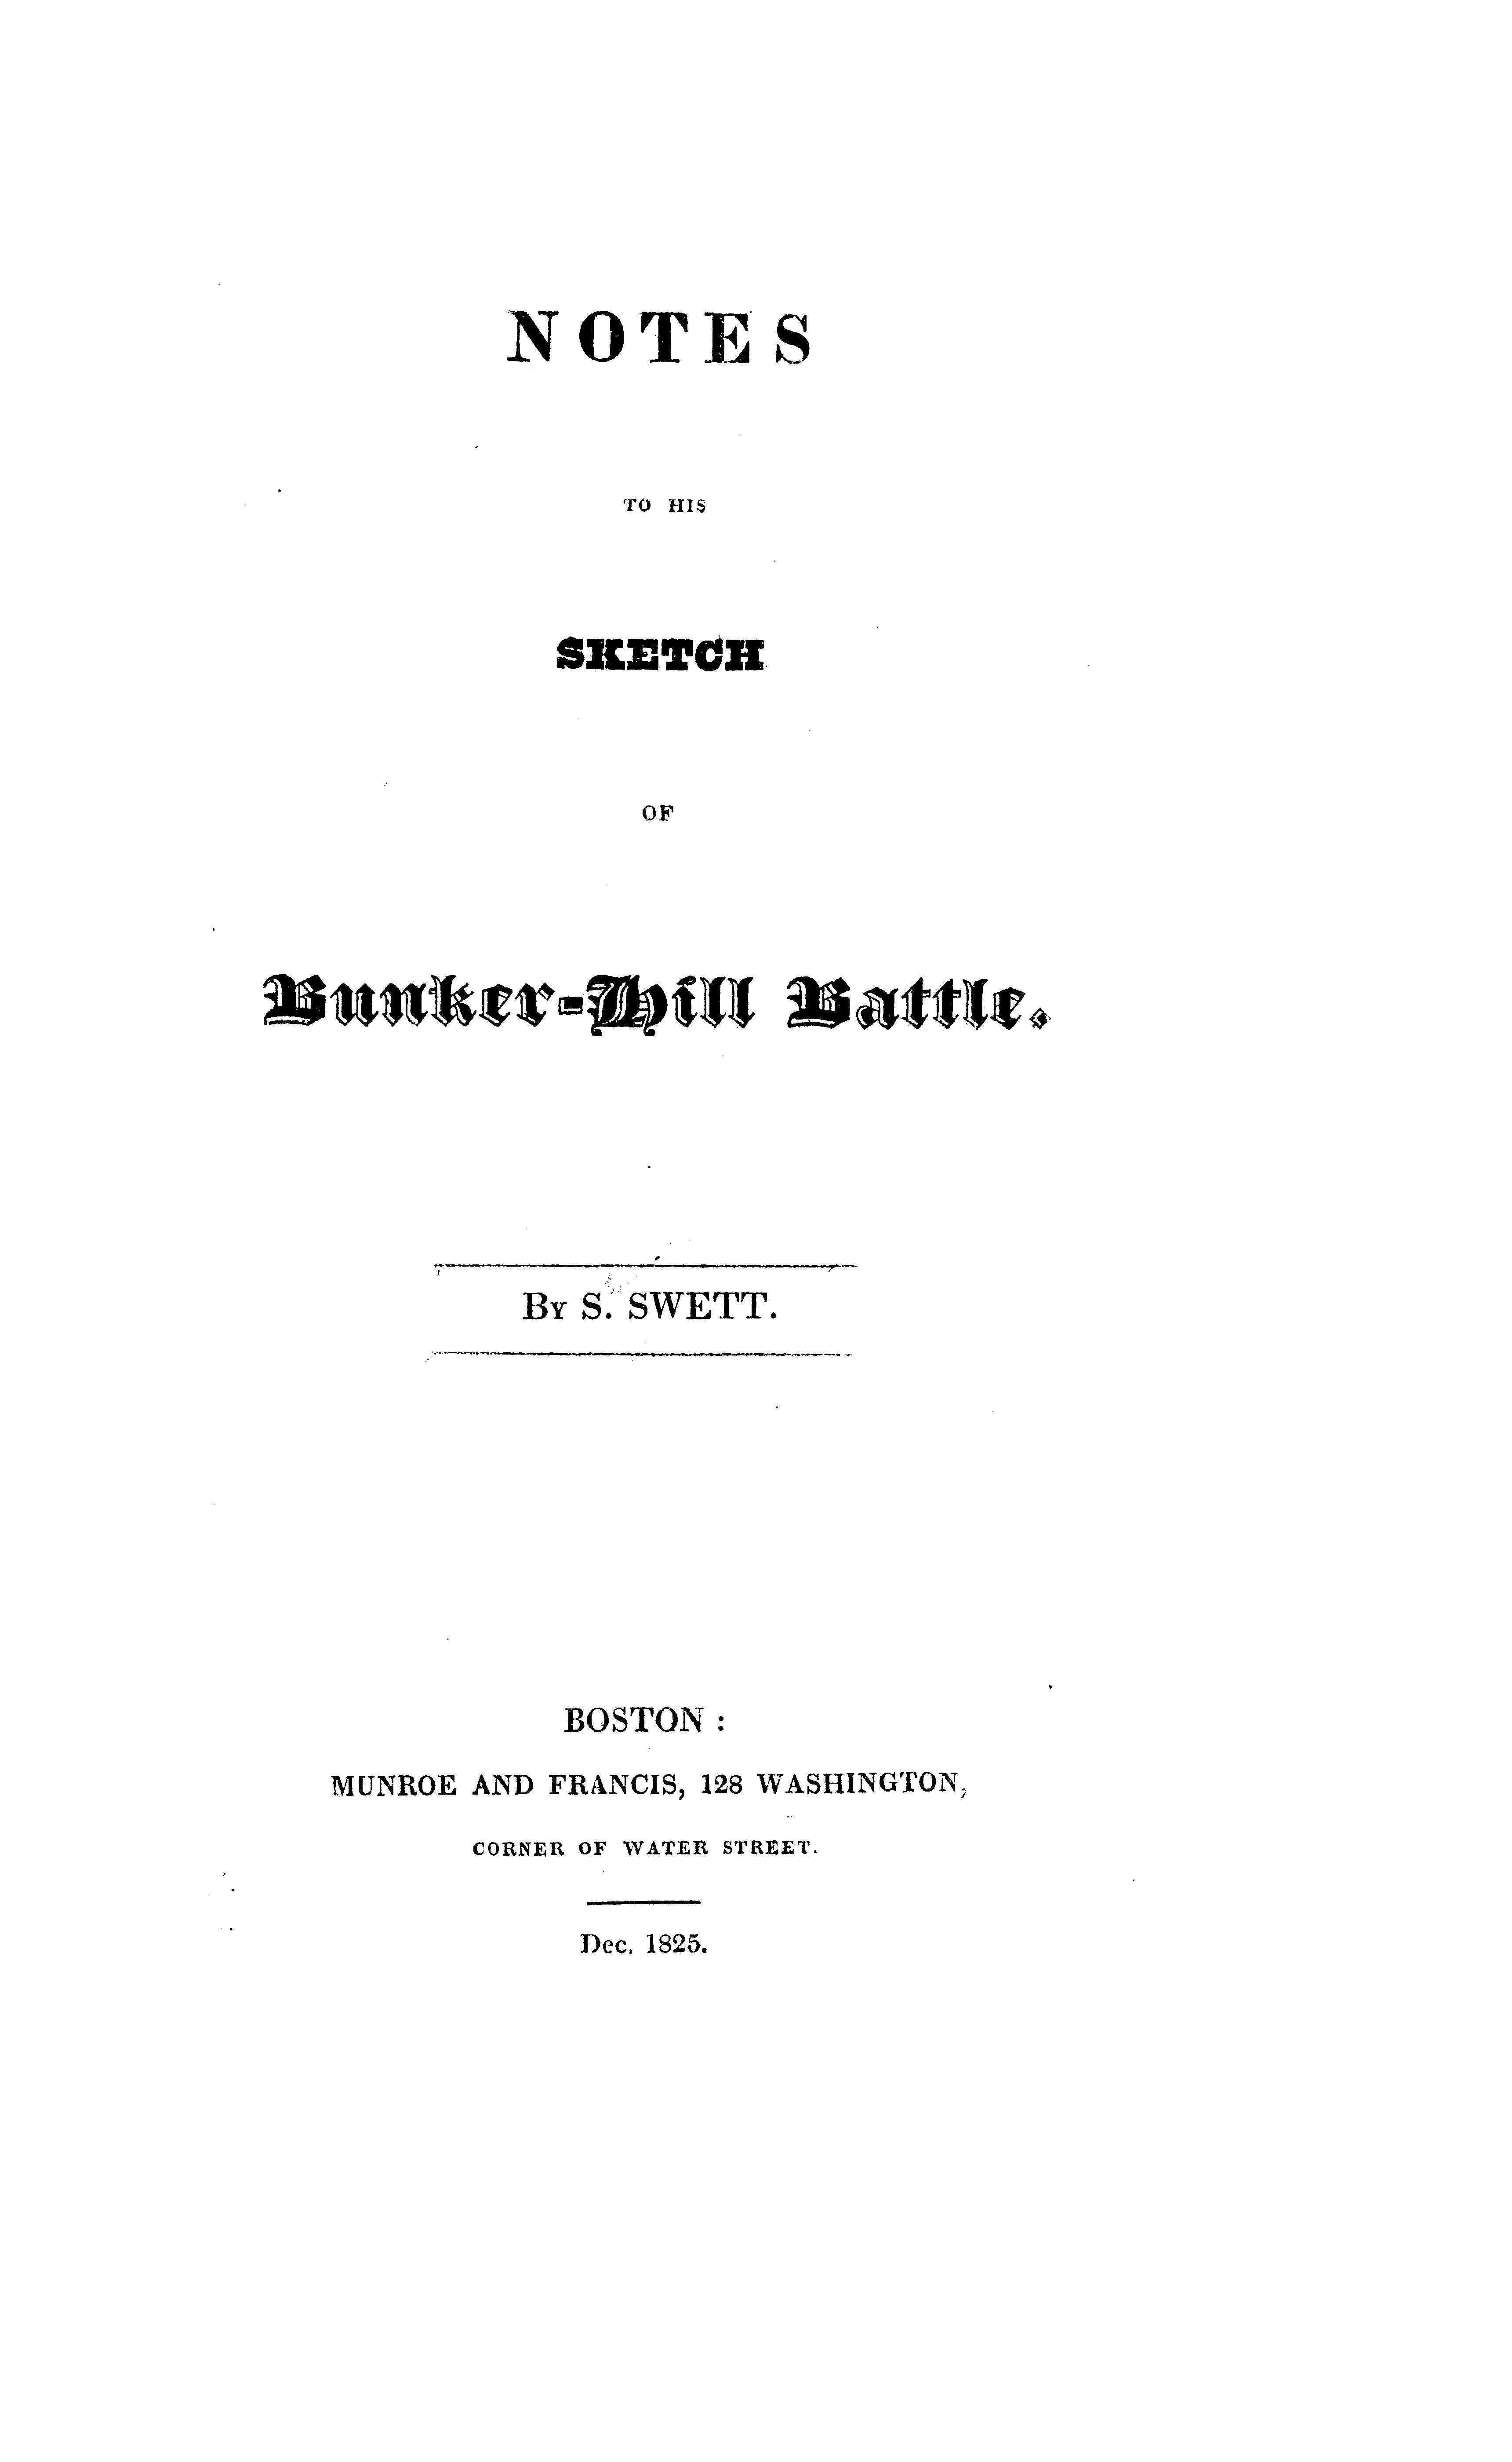 NOTES
TO HIS
SKETCH
OF
Bunker-Hill Battle.
By S. SWETT.
BOSTON :
MUNROE AND FRANCIS, 128 WASHINGTON,
CORNER OF WATER STREET.
Dec. 1825.